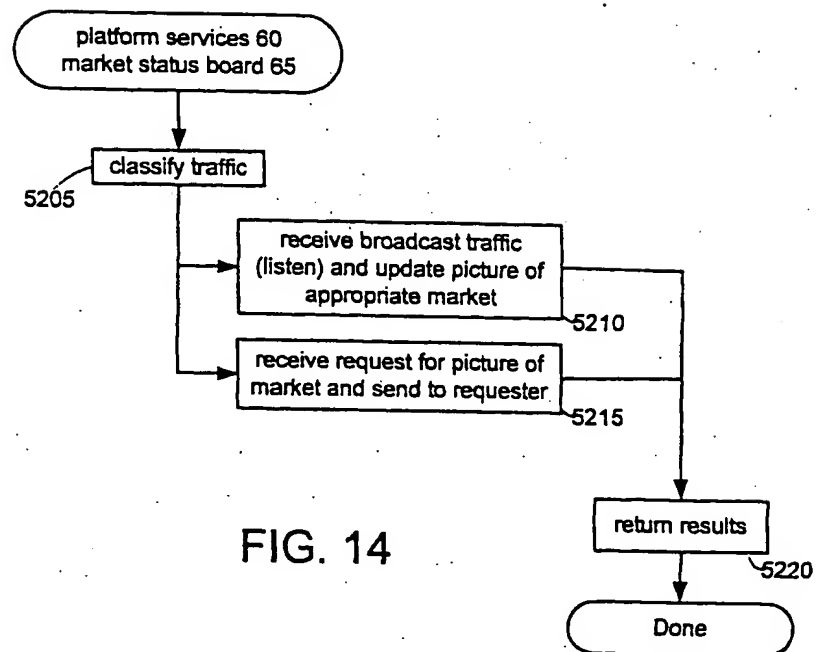 platform services 60
market status board 65
classify traffic
5205
receive broadcast traffic
(listen) and update picture of
appropriate market
5210
receive request for picture of
market and send to requester
5215
return results
5220
Done
FIG. 14